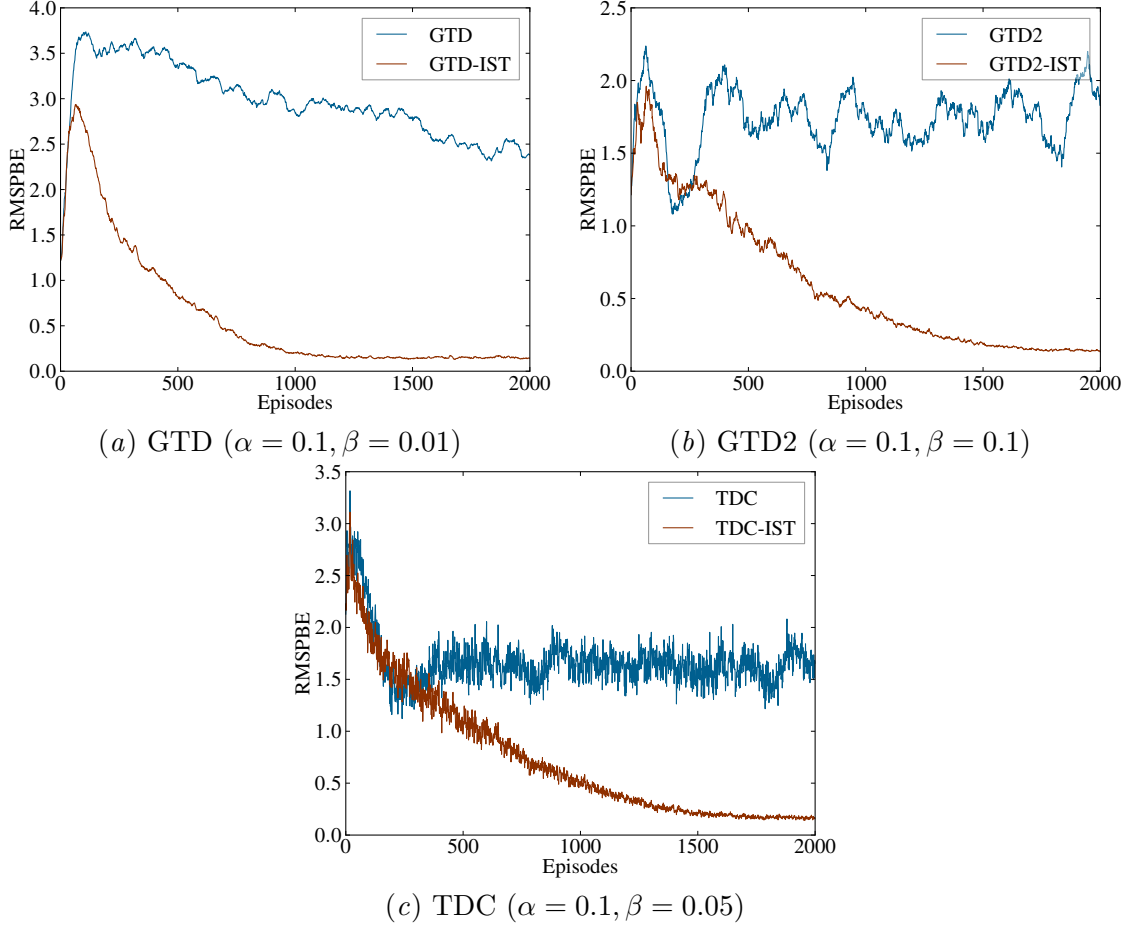 4.0
3.5
3.0
2.5
2.0
1.5
1.0
0.5
0.0
RMSPBE
GTD
GTD-IST
0 500 1000 1500 2000
Episodes
(a) GTD (α = 0.1, β = 0.01)
2.5
2.0
1.5
1.0
0.5
0.0
RMSPBE
GTD2
GTD2-IST
0 500 1000 1500 2000
Episodes
(b) GTD2 (α = 0.1, β = 0.1)
3.5
3.0
2.5
2.0
1.5
1.0
0.5
0.0
RMSPBE
TDC
TDC-IST
0 500 1000 1500 2000
Episodes
(c) TDC (α = 0.1, β = 0.05)